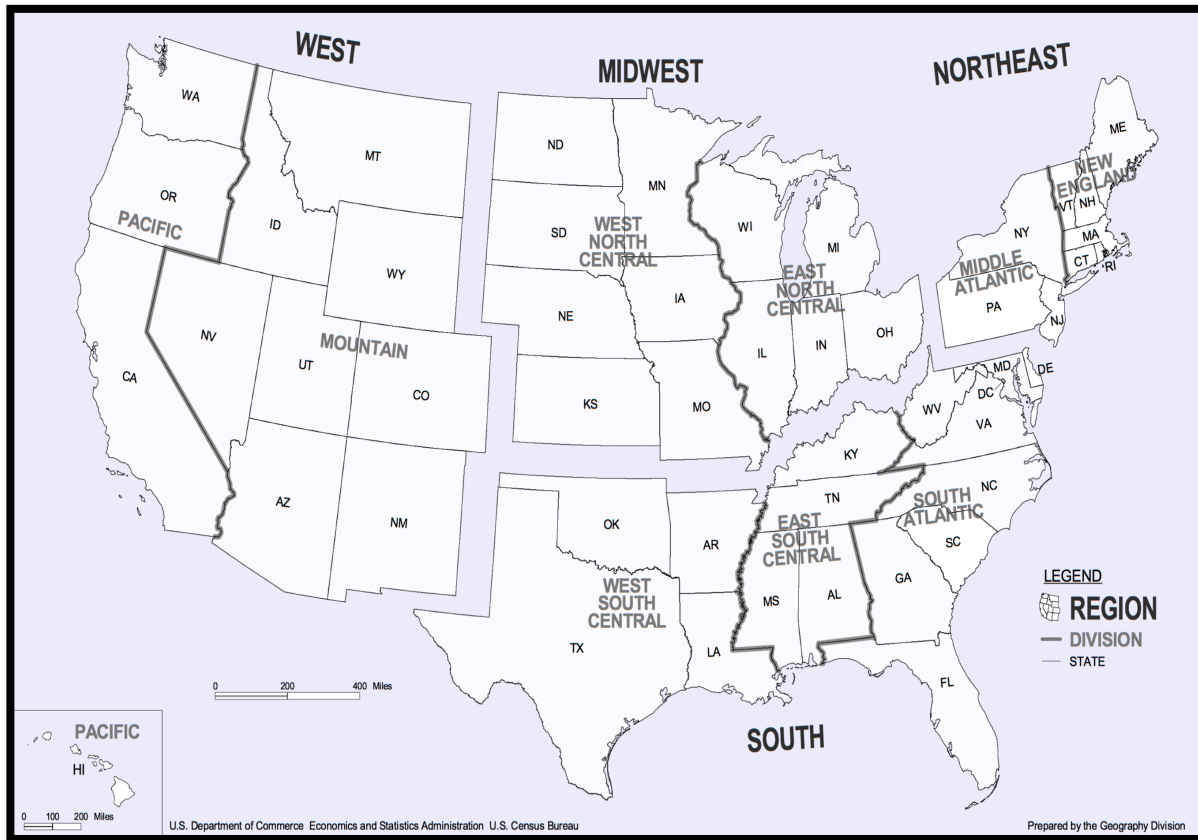 WEST
MIDWEST
NORTHEAST
WA
MT
ND
MN
ME
OR
PACIFIC
ID
SD
WEST
NORTH
CENTRAL
WI
MI
NEW
ENGLAND
VT
NH
NY
MA
CT
RI
WY
NE
IA
EAST
NORTH
CENTRAL
MIDDLE
ATLANTIC
PA
NJ
NV
UT
MOUNTAIN
CO
CA
KS
MO
IL
IN
OH
MD
DE
DC
WV
VA
KY
AZ
NM
OK
AR
TN
NC
SOUTH
ATLANTIC
SC
EAST
SOUTH
CENTRAL
MS
AL
GA
WEST
SOUTH
CENTRAL
TX
LA
FL
SOUTH
LEGEND
REGION
DIVISION
STATE
0 200 400 Miles
PACIFIC
HI
0 100 200 Miles
U.S. Department of Commerce Economics and Statistics Administration U.S. Census Bureau
Prepared by the Geography Division